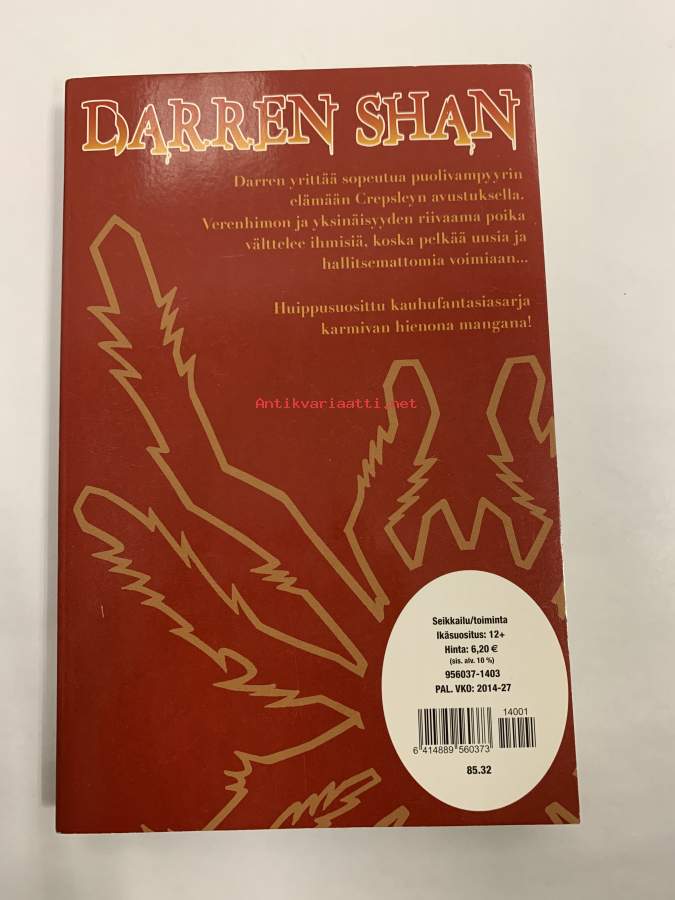 DARREN SHAN
Darren yrittää sopeutua puolivampyyrin
elämään Crepsleyn avustuksella.
Verenhimon ja yksinäisyyden riivaama poika
välttelee ihmisiä, koska pelkää uusia ja
hallitsemattomia voimiaan...
Huippusuosittu kauhufantasiasarja
karmivan hienona mangana!
Antikvariaatti.net
Seikkailu/toiminta
Ikäsuositus: 12+
Hinta: 6,20 €
(sis. alv. 10 %)
956037-1403
PAL. VKO: 2014-27
14001
6 414889 560373
85.32